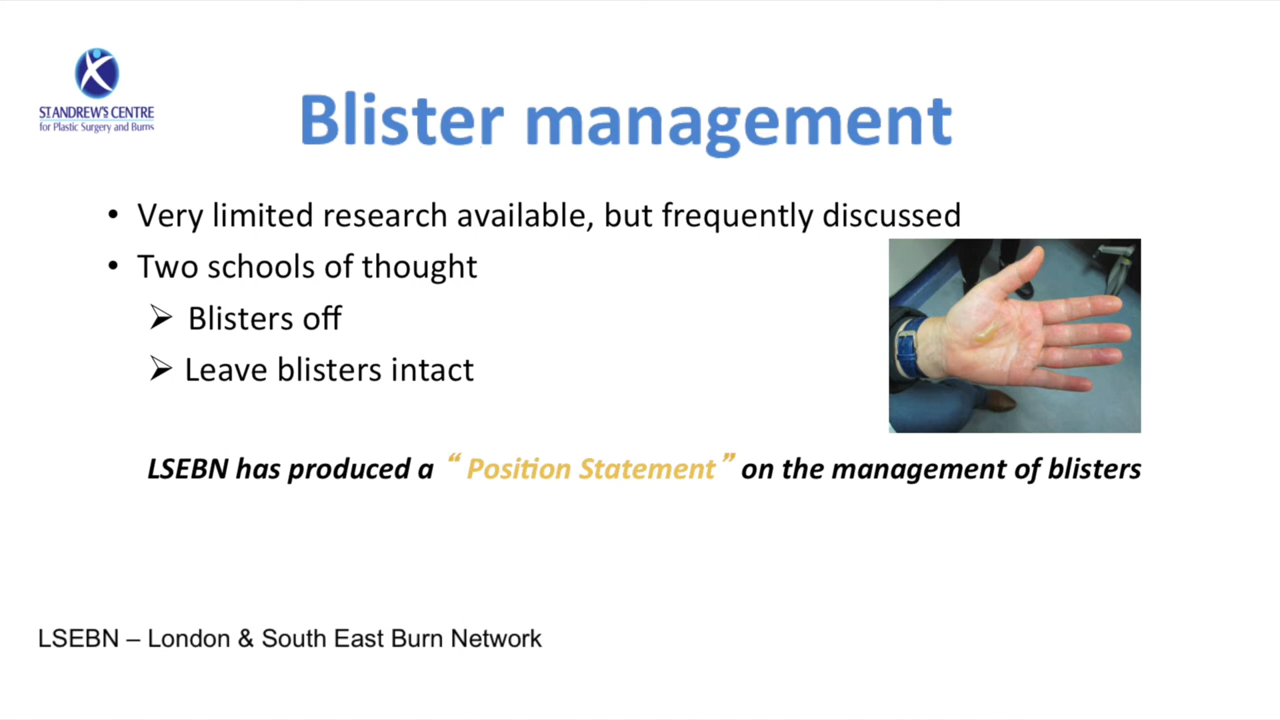 ST ANDREW'S CENTRE
for Plastic Surgery and Burns
Blister management
• Very limited research available, but frequently discussed
• Two schools of thought
➢ Blisters off
➢ Leave blisters intact
LSEBN has produced a “Position Statement” on the management of blisters
LSEBN – London & South East Burn Network